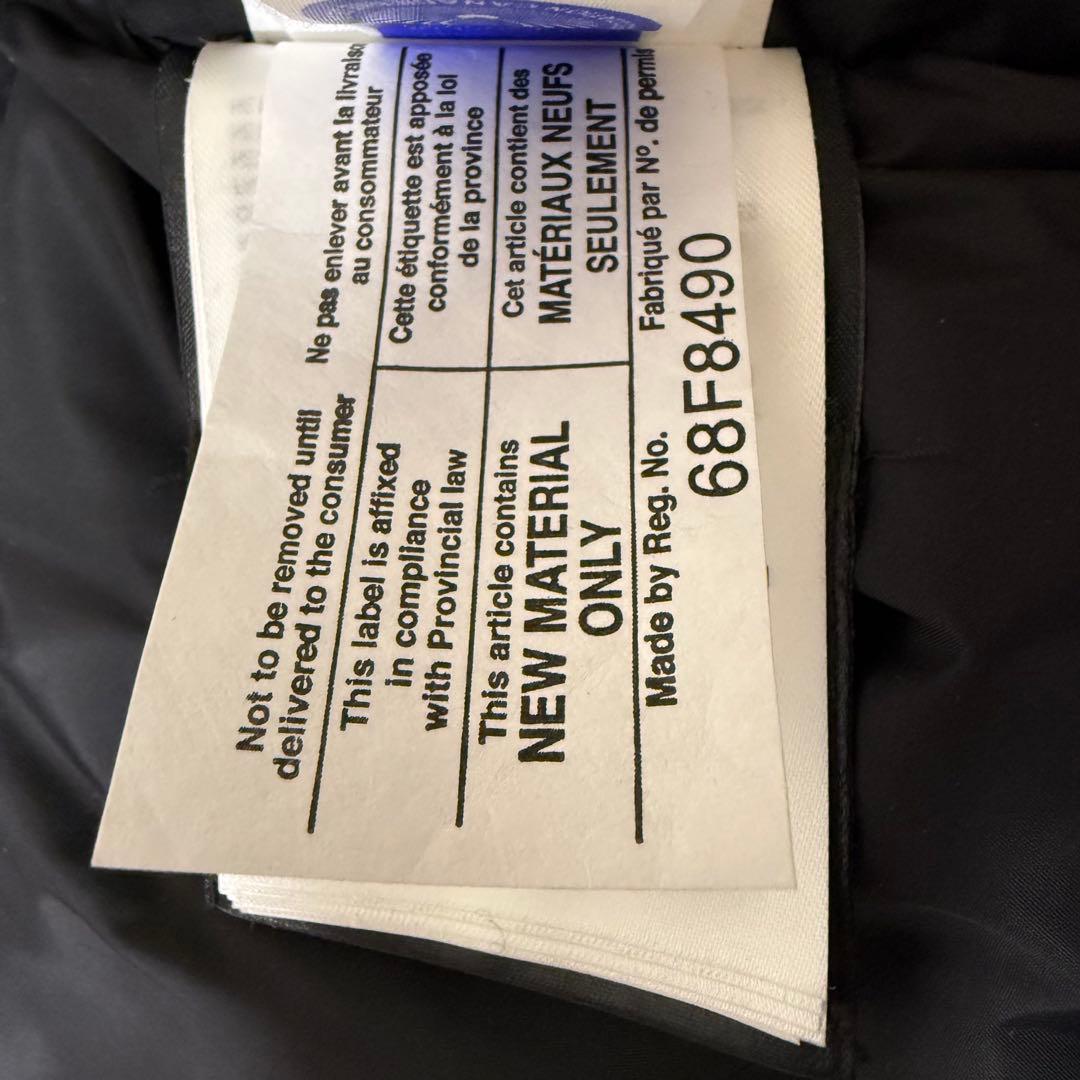 Not to be removed until
delivered to the consumer
Ne pas enlever avant la livraison
au consommateur
This label is affixed
in compliance
with Provincial law
Cette étiquette est apposée
conformément à la loi
de la province
This article contains
NEW MATERIAL
ONLY
Cet article contient des
MATÉRIAUX NEUFS
SEULEMENT
Made by Reg. No.
Fabriqué par Nº. de permis
68F8490